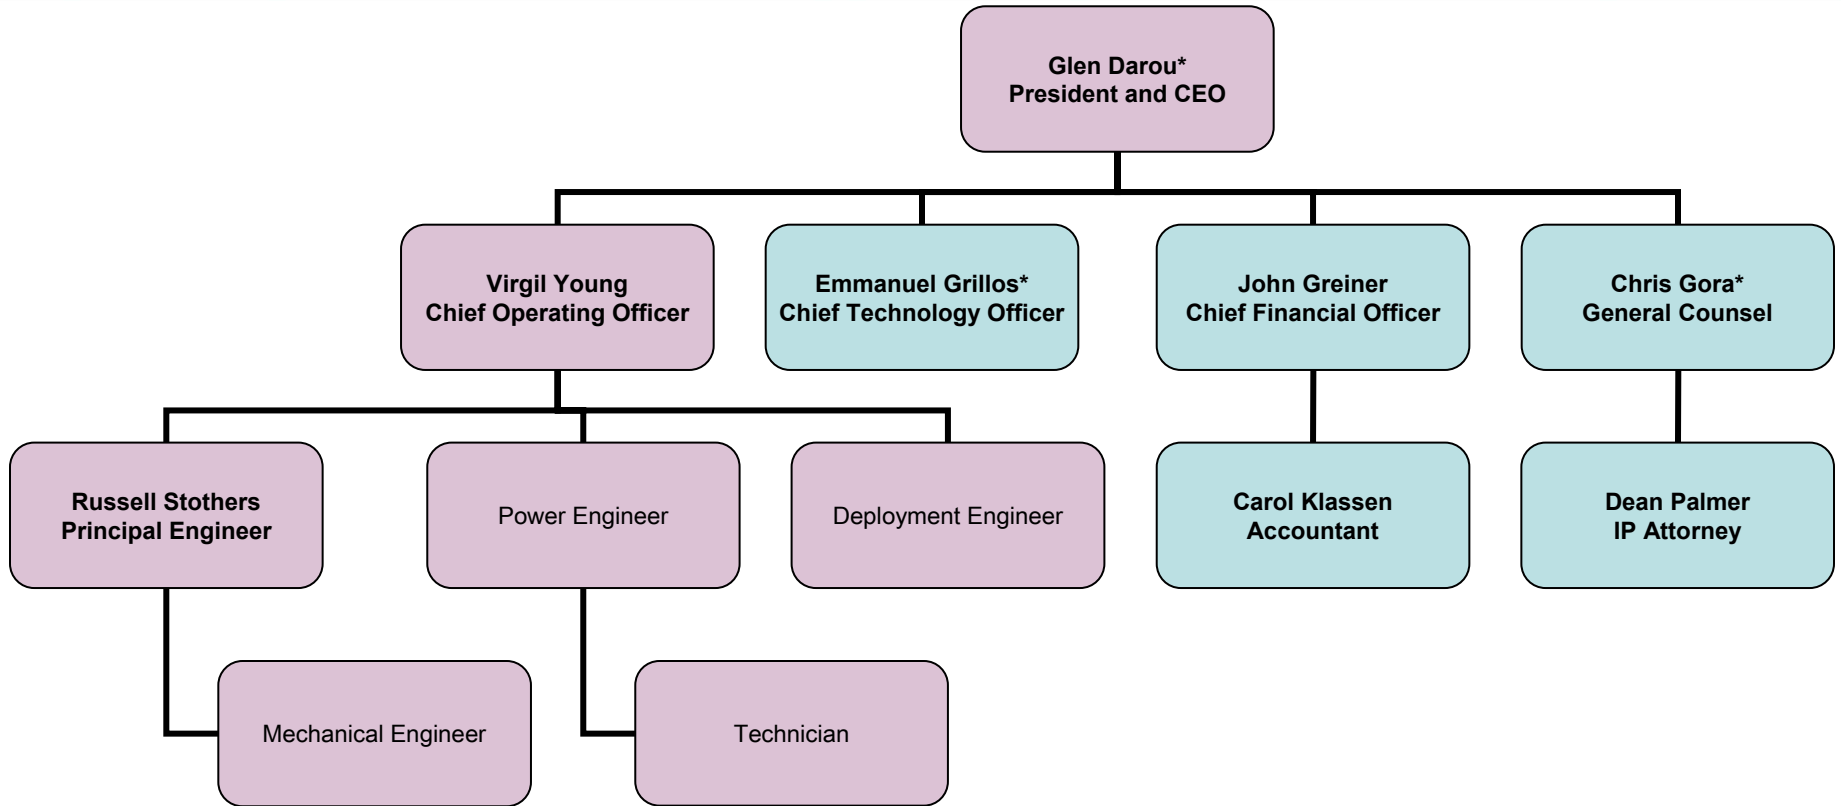 Glen Darou*
President and CEO
Virgil Young
Chief Operating Officer
Emmanuel Grillos*
Chief Technology Officer
John Greiner
Chief Financial Officer
Chris Gora*
General Counsel
Russell Stothers
Principal Engineer
Power Engineer
Deployment Engineer
Carol Klassen
Accountant
Dean Palmer
IP Attorney
Mechanical Engineer
Technician